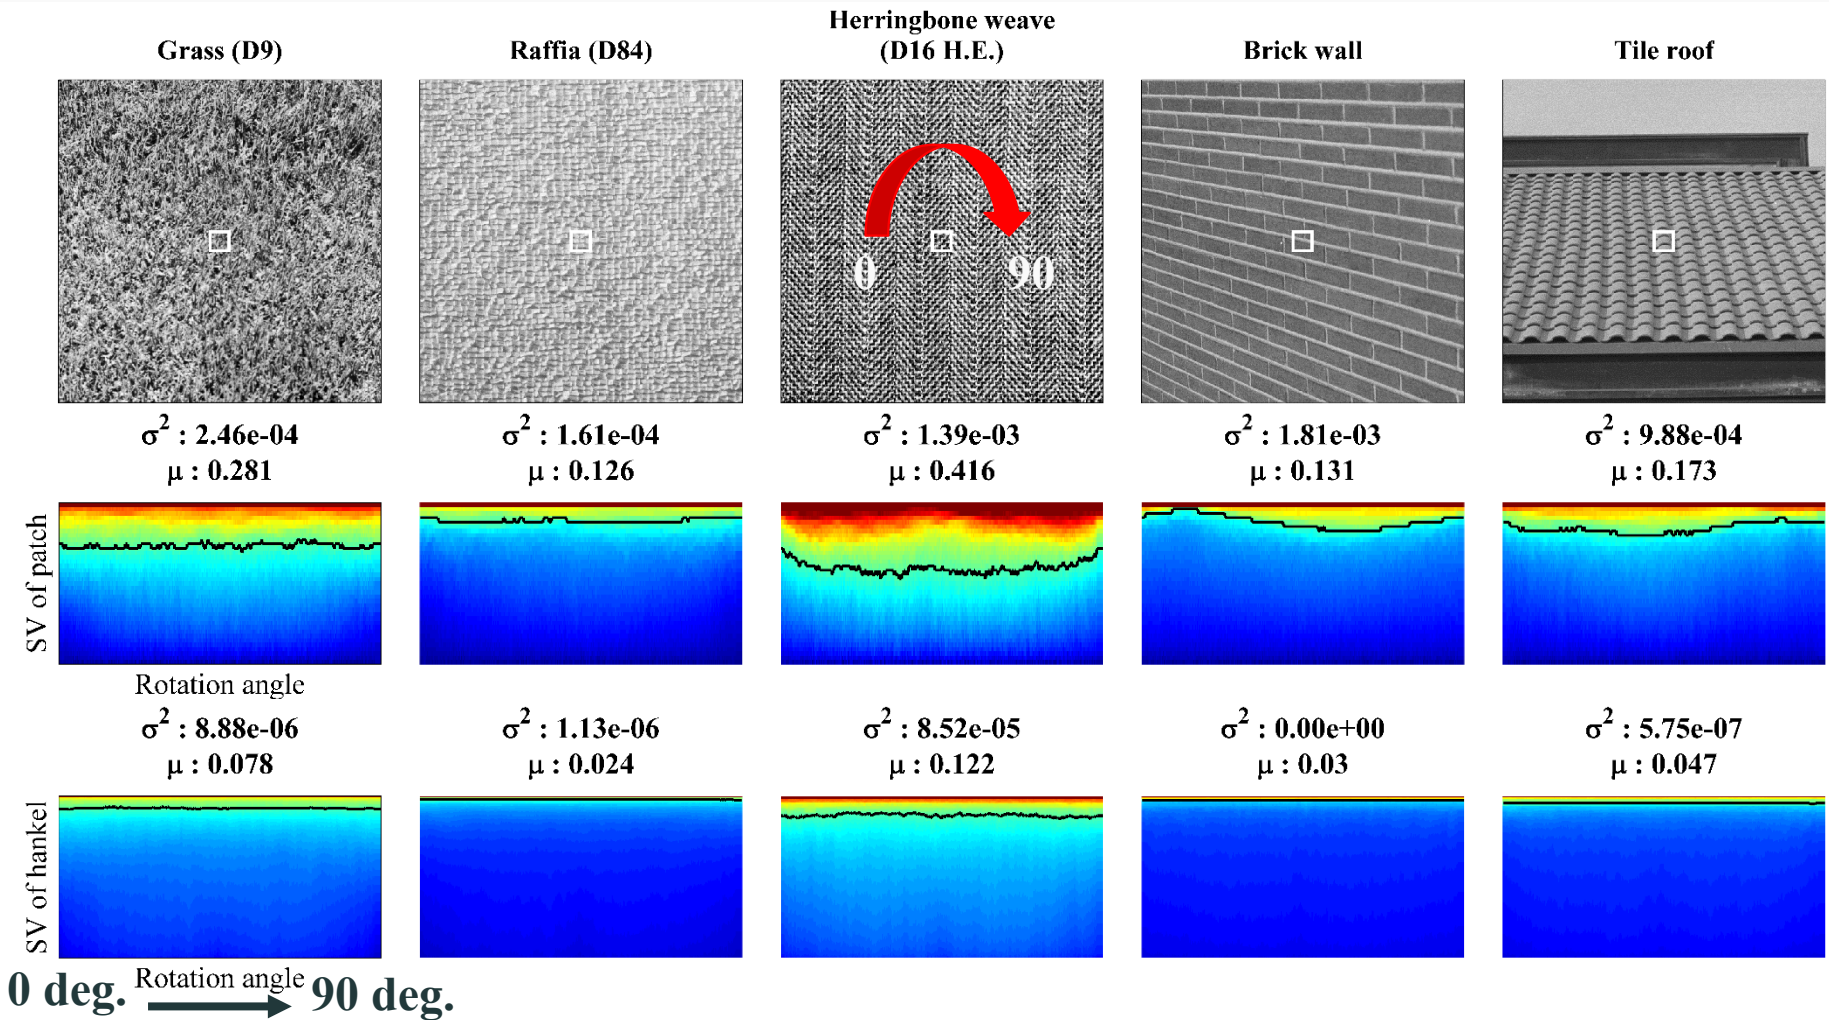 Herringbone weave
Grass (D9) Raffia (D84) (D16 H.E.) Brick wall Tile roof
0 90
σ² : 2.46e-04 σ² : 1.61e-04 σ² : 1.39e-03 σ² : 1.81e-03 σ² : 9.88e-04
μ : 0.281 μ : 0.126 μ : 0.416 μ : 0.131 μ : 0.173
SV of patch
Rotation angle
σ² : 8.88e-06 σ² : 1.13e-06 σ² : 8.52e-05 σ² : 0.00e+00 σ² : 5.75e-07
μ : 0.078 μ : 0.024 μ : 0.122 μ : 0.03 μ : 0.047
SV of hankel
Rotation angle
0 deg. 90 deg.